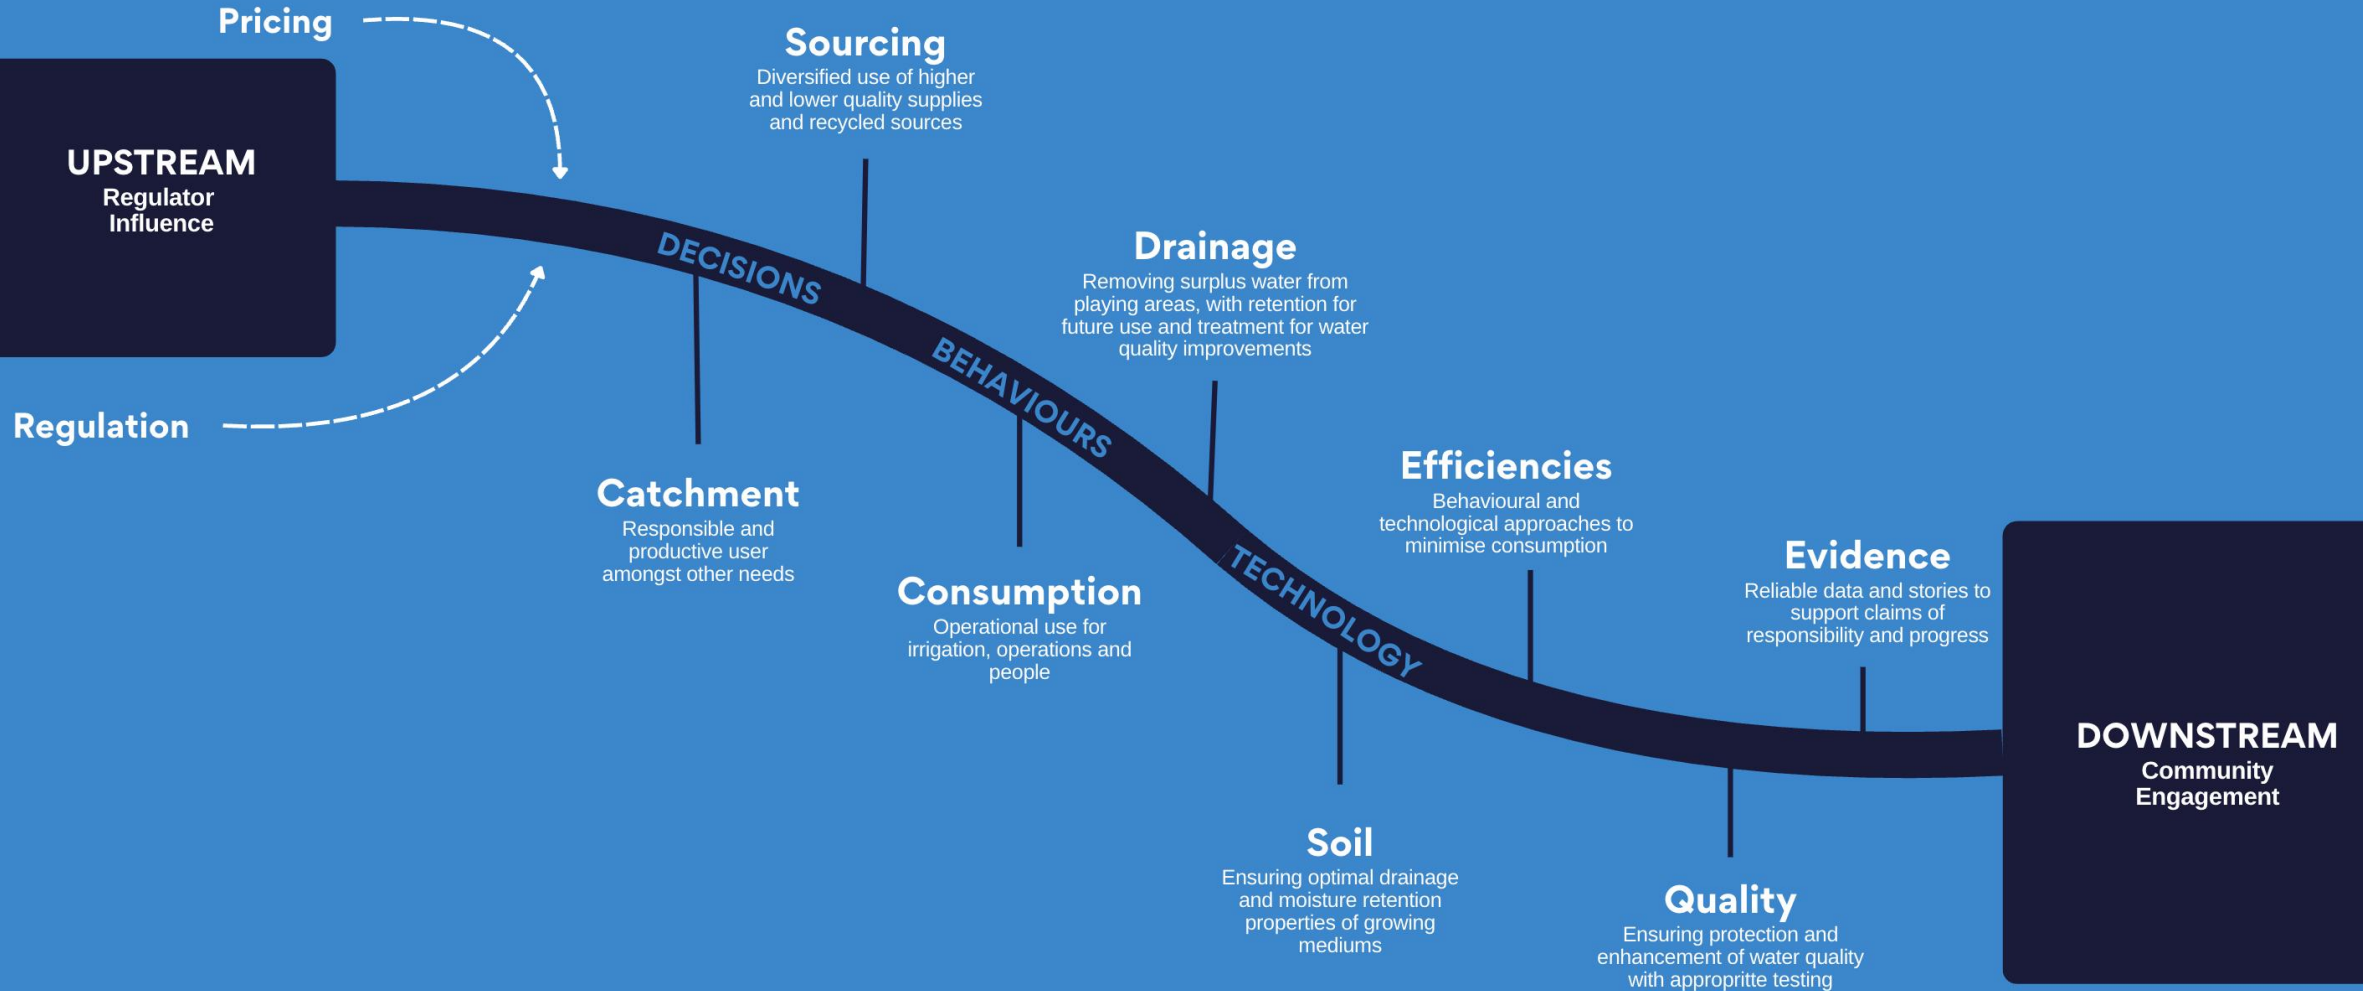 Pricing
UPSTREAM
Regulator
Influence
Regulation
DECISIONS
BEHAVIOURS
TECHNOLOGY
Sourcing
Diversified use of higher
and lower quality supplies
and recycled sources
Catchment
Responsible and
productive user
amongst other needs
Drainage
Removing surplus water from
playing areas, with retention for
future use and treatment for water
quality improvements
Consumption
Operational use for
irrigation, operations and
people
Efficiencies
Behavioural and
technological approaches to
minimise consumption
Soil
Ensuring optimal drainage
and moisture retention
properties of growing
mediums
Evidence
Reliable data and stories to
support claims of
responsibility and progress
Quality
Ensuring protection and
enhancement of water quality
with appropritte testing
DOWNSTREAM
Community
Engagement